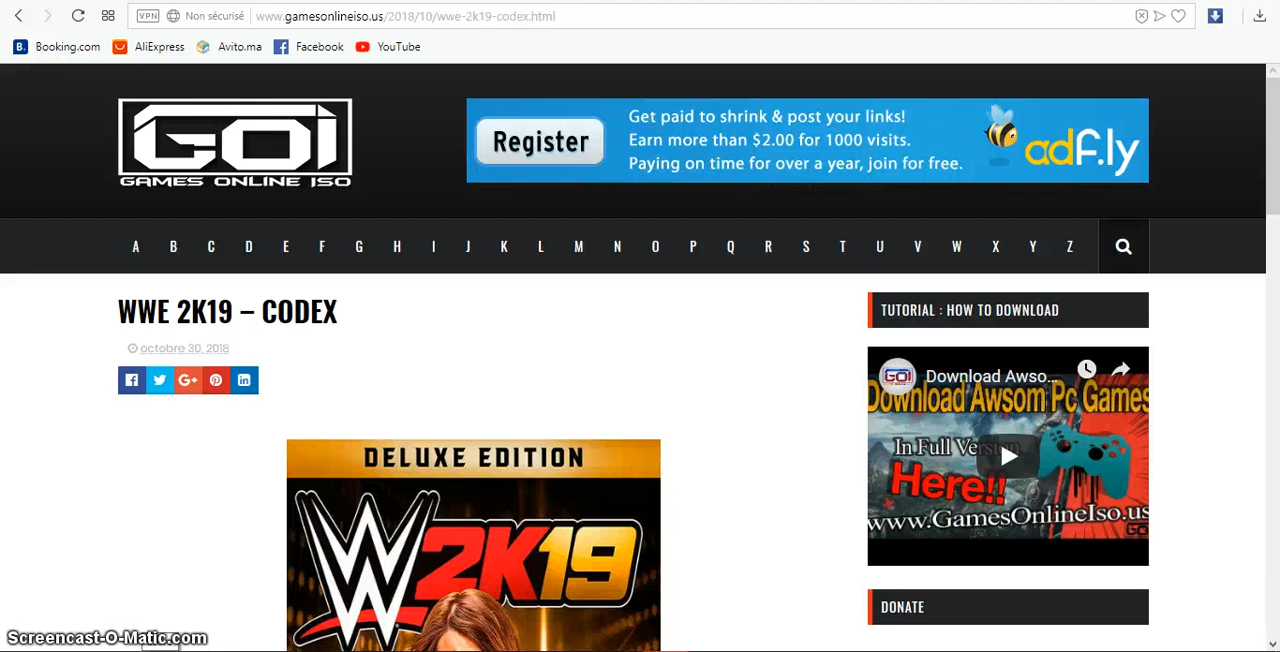 VPN
Non sécurisé
www.gamesonlineiso.us/2018/10/wwe-2k19-codex.html
B. Booking.com
AliExpress
Avito.ma
Facebook
YouTube
GOI
GAMES ONLINE ISO
Register
Get paid to shrink & post your links!
Earn more than $2.00 for 1000 visits.
Paying on time for over a year, join for free.
adf.ly
A B C D E F G H I J K L M N O P Q R S T U V W X Y Z
WWE 2K19 – CODEX
octobre 30, 2018
TUTORIAL : HOW TO DOWNLOAD
GOI
Download Awso...
Download Awsom Pc Games
In Full Version
Here!!
www.GamesOnlineIso.us
GOI
DELUXE EDITION
W 2K19
DONATE
Screencast-O-Matic.com